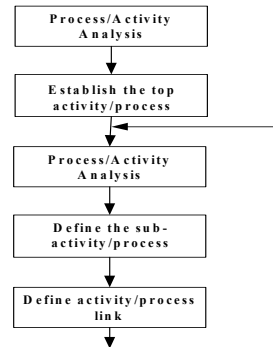 Process/Activity
Analysis
Establish the top
activity/process
Process/Activity
Analysis
Define the sub-
activity/process
Define activity/process
link